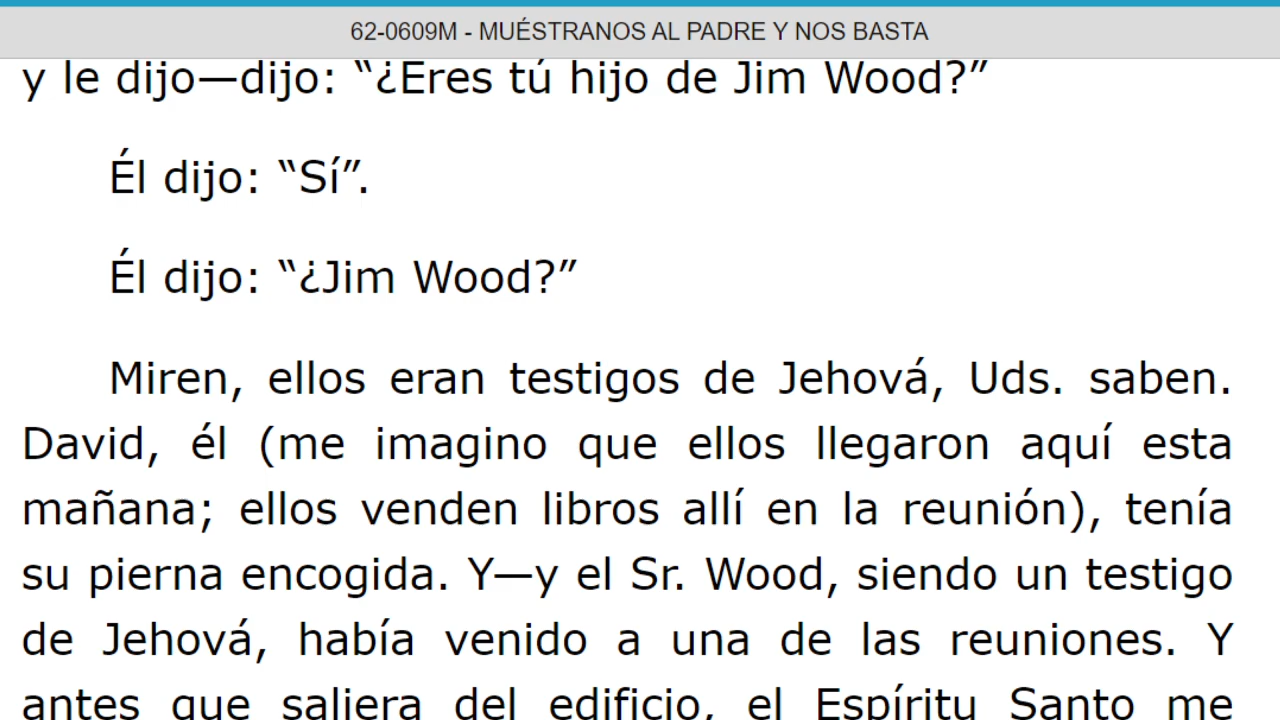 62-0609M - MUÉSTRANOS AL PADRE Y NOS BASTA
y le dijo—dijo: “¿Eres tú hijo de Jim Wood?”
Él dijo: “Sí”.
Él dijo: “¿Jim Wood?”
Miren, ellos eran testigos de Jehová, Uds. saben.
David, él (me imagino que ellos llegaron aquí esta
mañana; ellos venden libros allí en la reunión), tenía
su pierna encogida. Y—y el Sr. Wood, siendo un testigo
de Jehová, había venido a una de las reuniones. Y
antes que saliera del edificio, el Espíritu Santo me